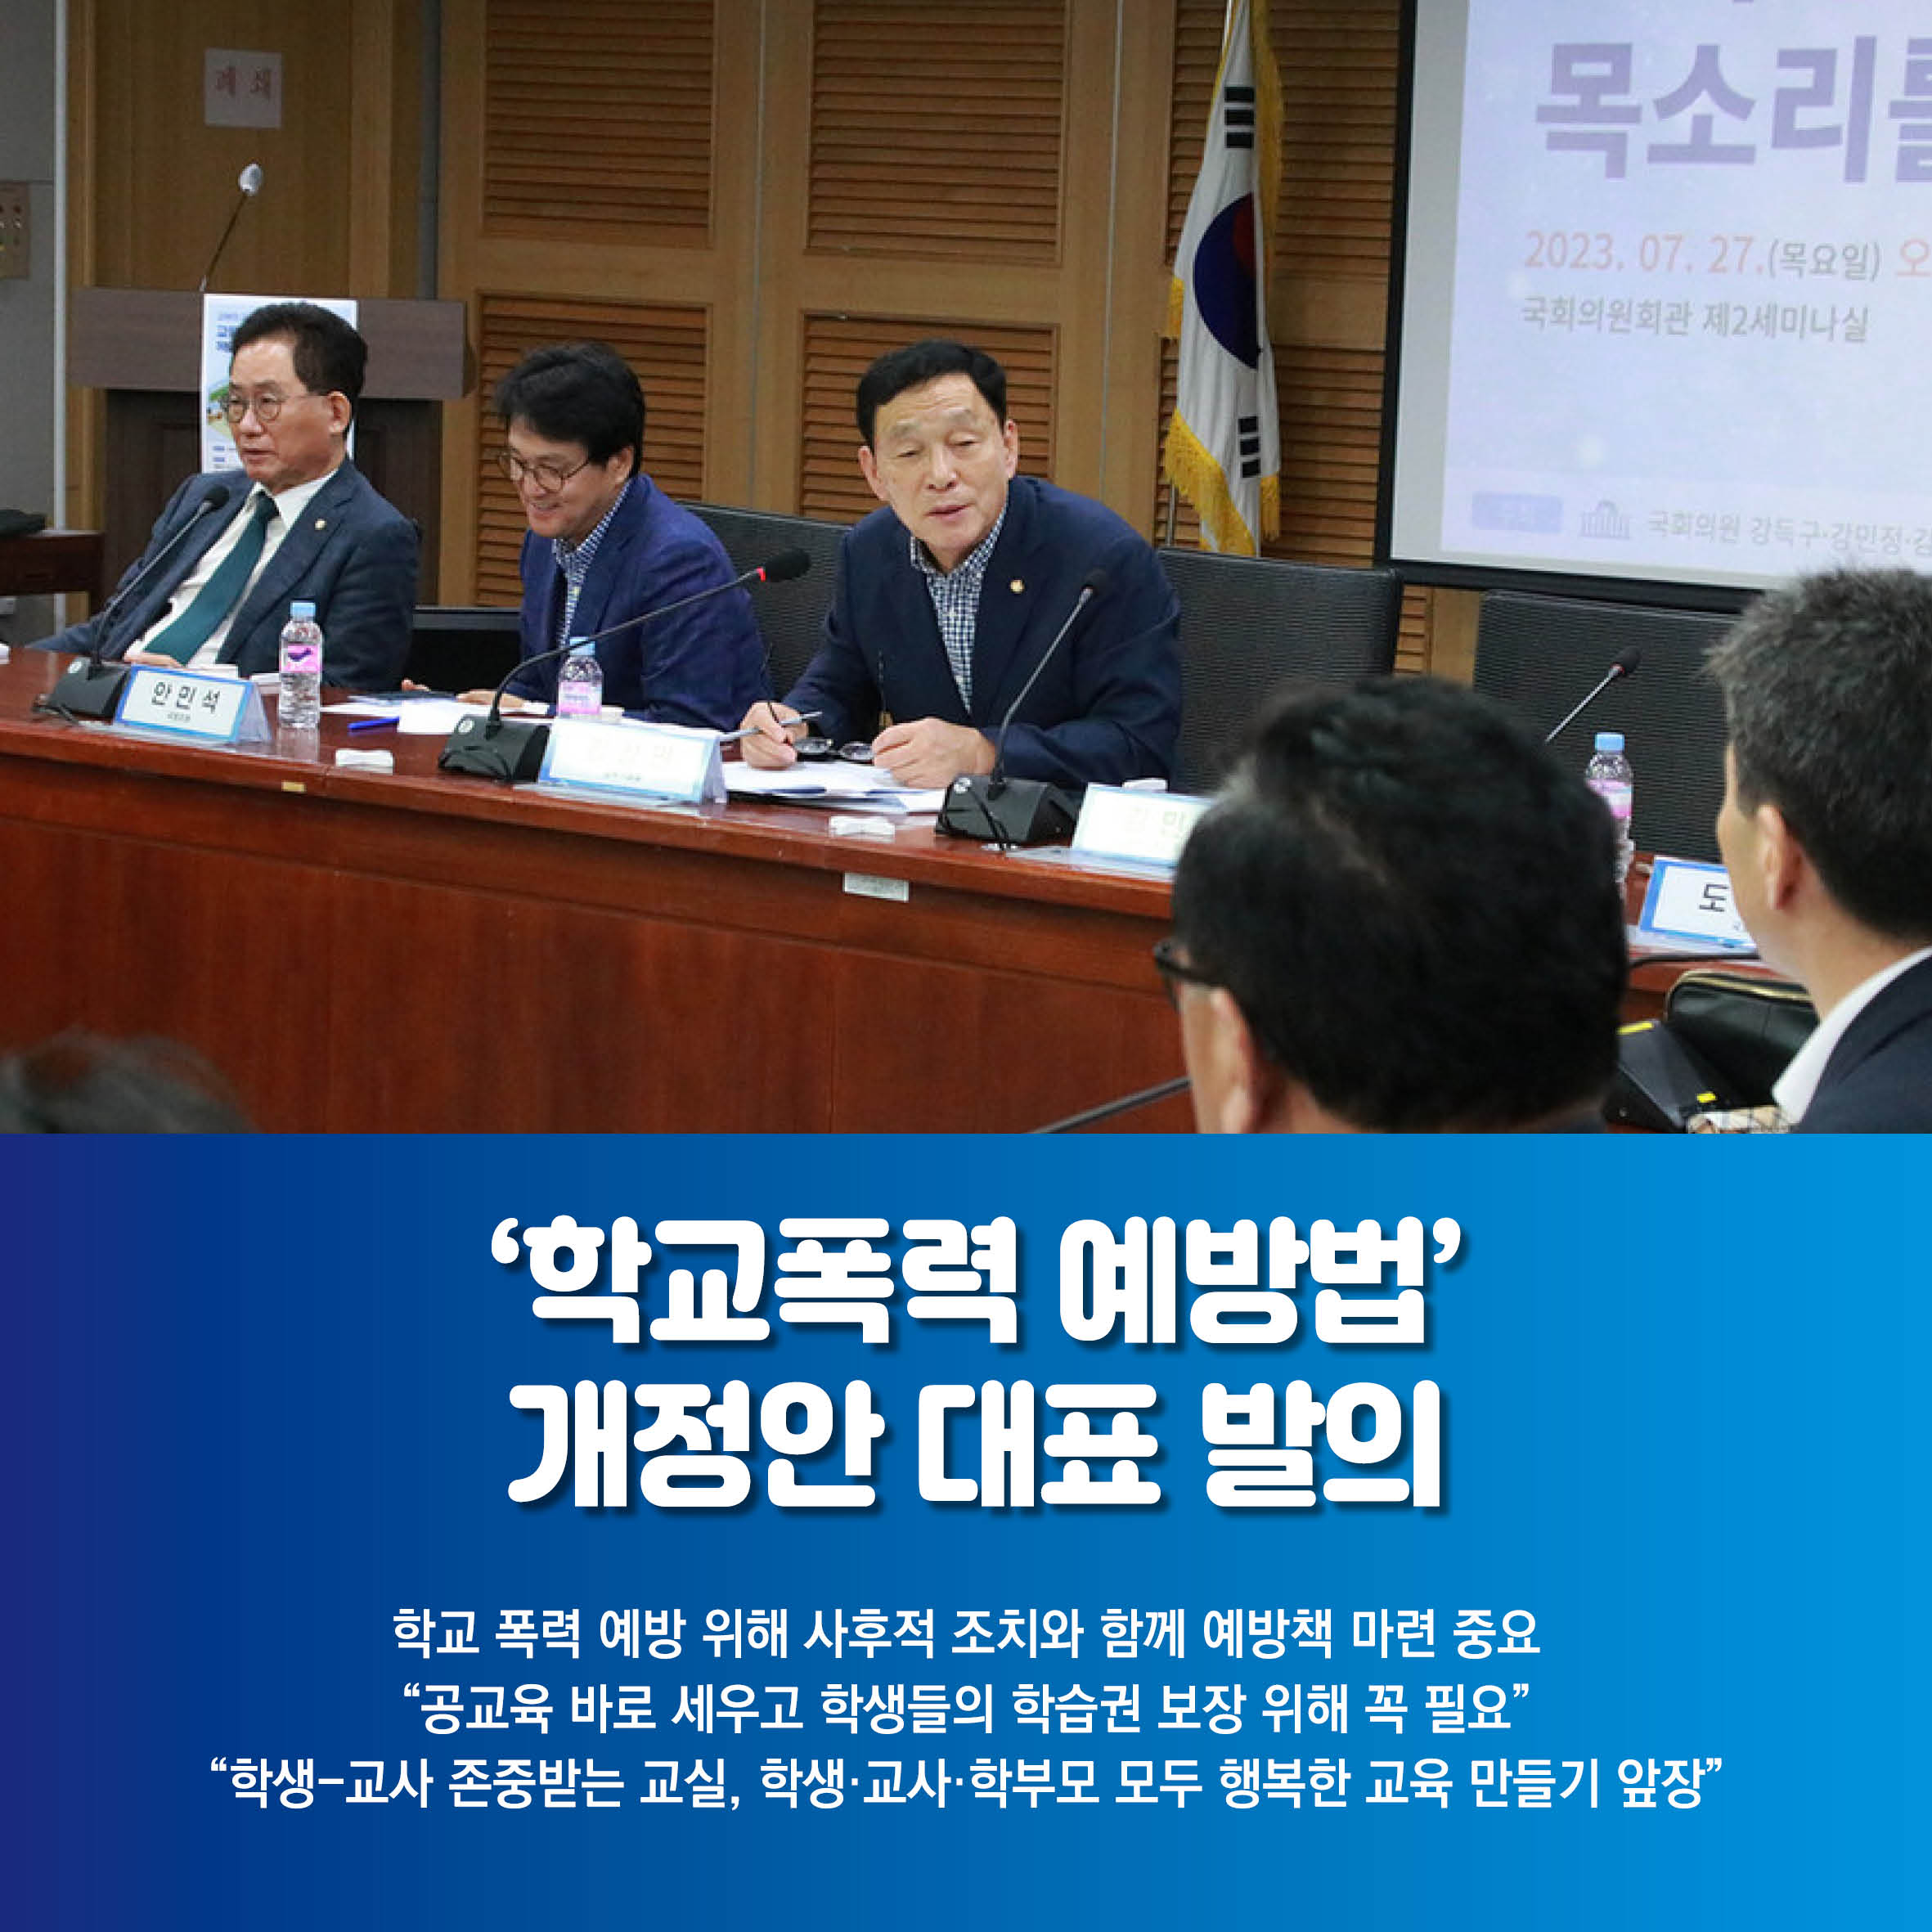 폐 쇄
목소리를
2023. 07. 27.(목요일) 오
국회의원회관 제2세미나실
국회의원 강득구·강민정·김
안 민 석
도
‘학교폭력 예방법’
개정안 대표 발의
학교 폭력 예방 위해 사후적 조치와 함께 예방책 마련 중요
“공교육 바로 세우고 학생들의 학습권 보장 위해 꼭 필요”
“학생-교사 존중받는 교실, 학생·교사·학부모 모두 행복한 교육 만들기 앞장”